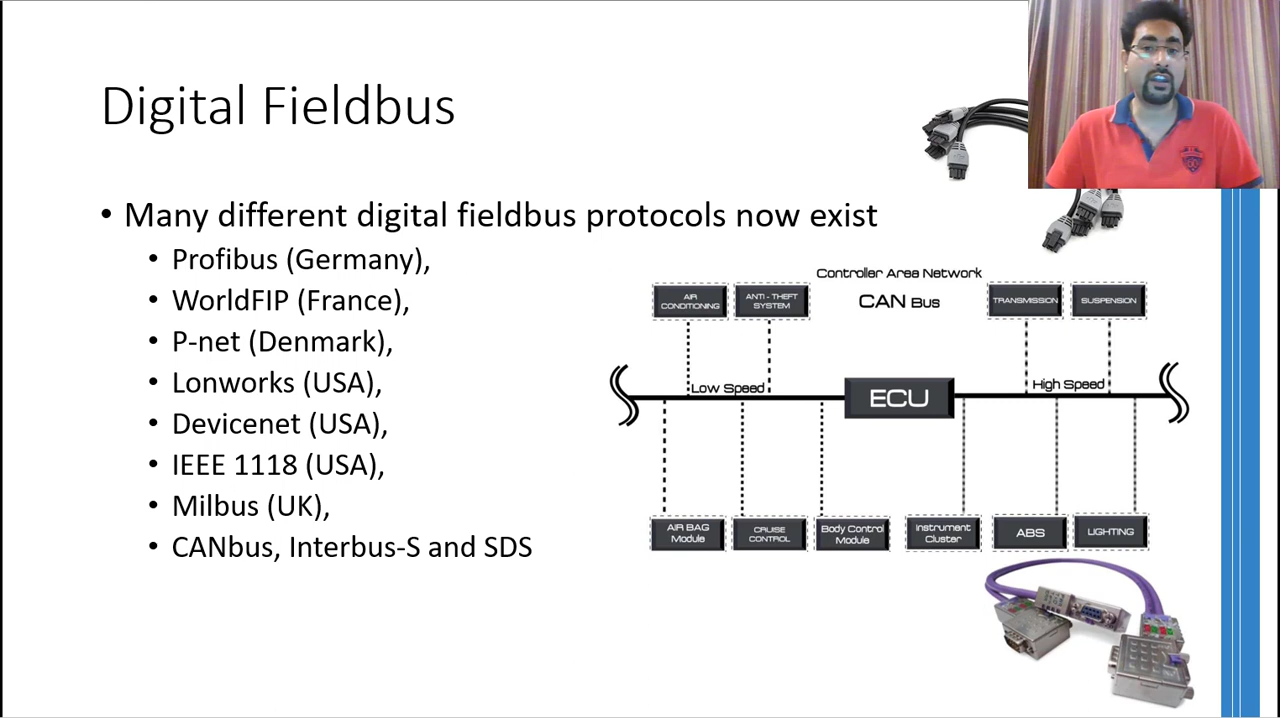 Digital Fieldbus
• Many different digital fieldbus protocols now exist
• Profibus (Germany),
• WorldFIP (France),
• P-net (Denmark),
• Lonworks (USA),
• Devicenet (USA),
• IEEE 1118 (USA),
• Milbus (UK),
• CANbus, Interbus-S and SDS
Controller Area Network
CAN Bus
AIR
CONDITIONING
ANTI - THEFT
SYSTEM
TRANSMISSION
SUSPENSION
Low Speed
ECU
High Speed
AIR BAG
Module
CRUISE
CONTROL
Body Control
Module
Instrument
Cluster
ABS
LIGHTING